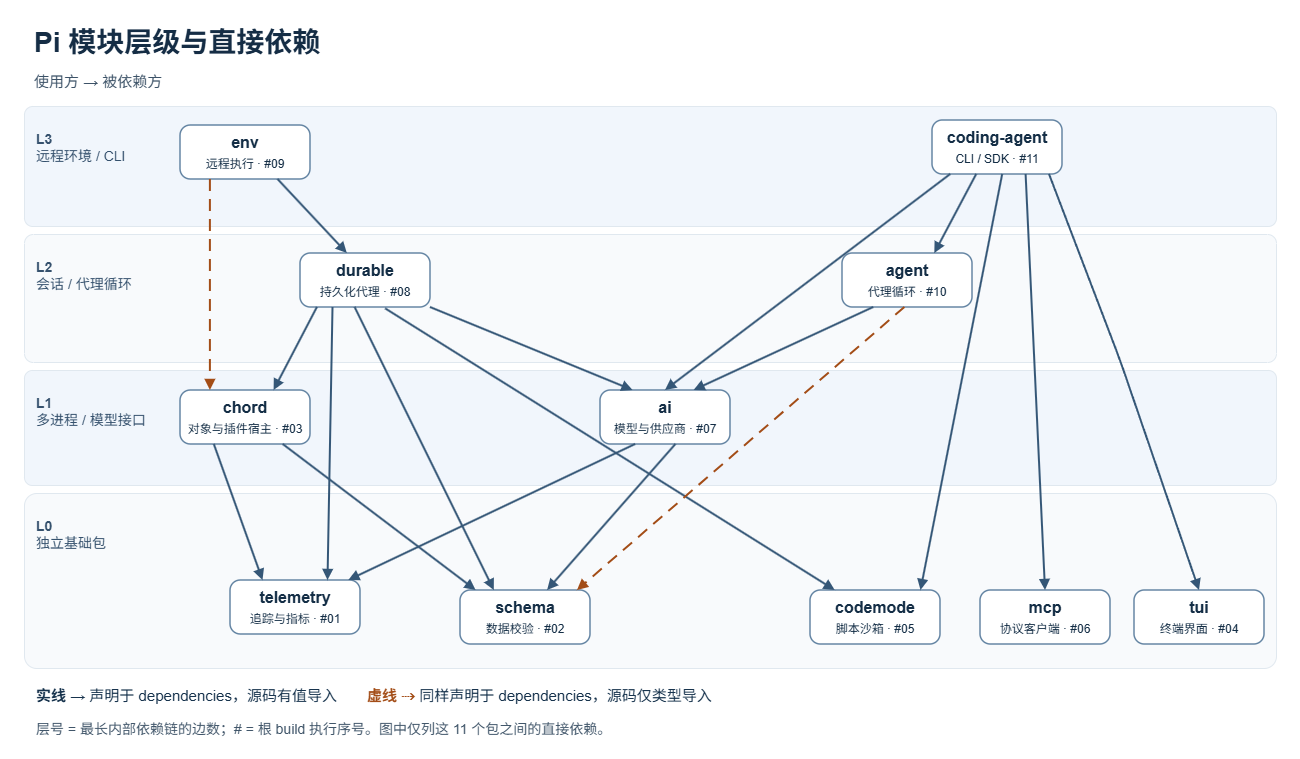 Pi 模块层级与直接依赖
使用方 → 被依赖方
L3
远程环境 / CLI
env
远程执行 · #09
coding-agent
CLI / SDK · #11
L2
会话 / 代理循环
durable
持久化代理 · #08
agent
代理循环 · #10
L1
多进程 / 模型接口
chord
对象与插件宿主 · #03
ai
模型与供应商 · #07
L0
独立基础包
telemetry
追踪与指标 · #01
schema
数据校验 · #02
codemode
脚本沙箱 · #05
mcp
协议客户端 · #06
tui
终端界面 · #04
实线 → 声明于 dependencies，源码有值导入 虚线 ⇢ 同样声明于 dependencies，源码仅类型导入
层号 = 最长内部依赖链的边数；# = 根 build 执行序号。图中仅列这 11 个包之间的直接依赖。